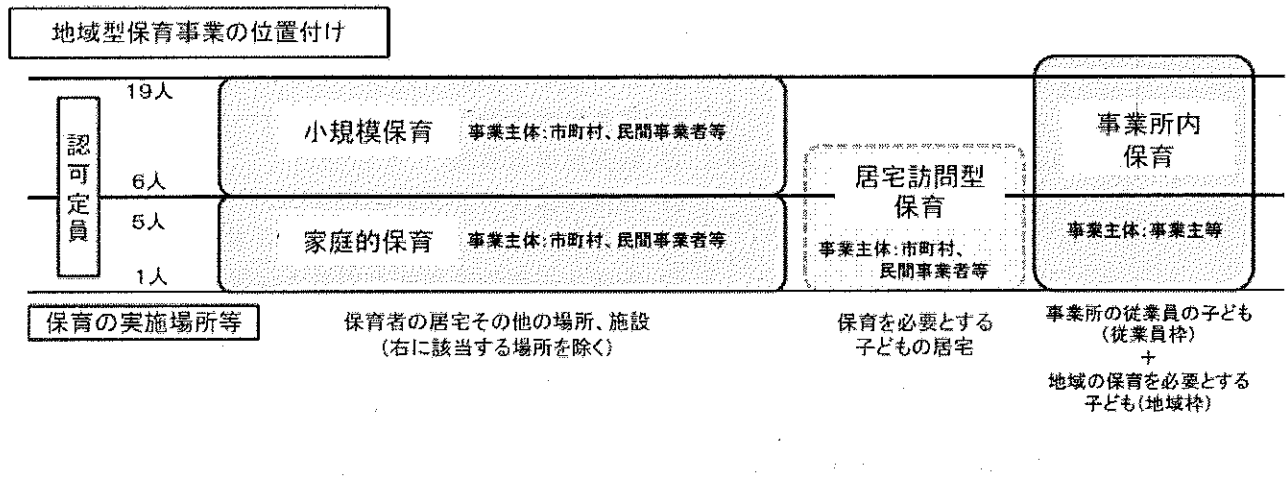 地域型保育事業の位置付け
認可定員
19人
6人
5人
1人
小規模保育 事業主体:市町村、民間事業者等
家庭的保育 事業主体:市町村、民間事業者等
居宅訪問型
保育
事業主体:市町村、
民間事業者等
事業所内
保育
事業主体:事業主等
保育の実施場所等
保育者の居宅その他の場所、施設
(右に該当する場所を除く)
保育を必要とする
子どもの居宅
事業所の従業員の子ども
(従業員枠)
+
地域の保育を必要とする
子ども(地域枠)